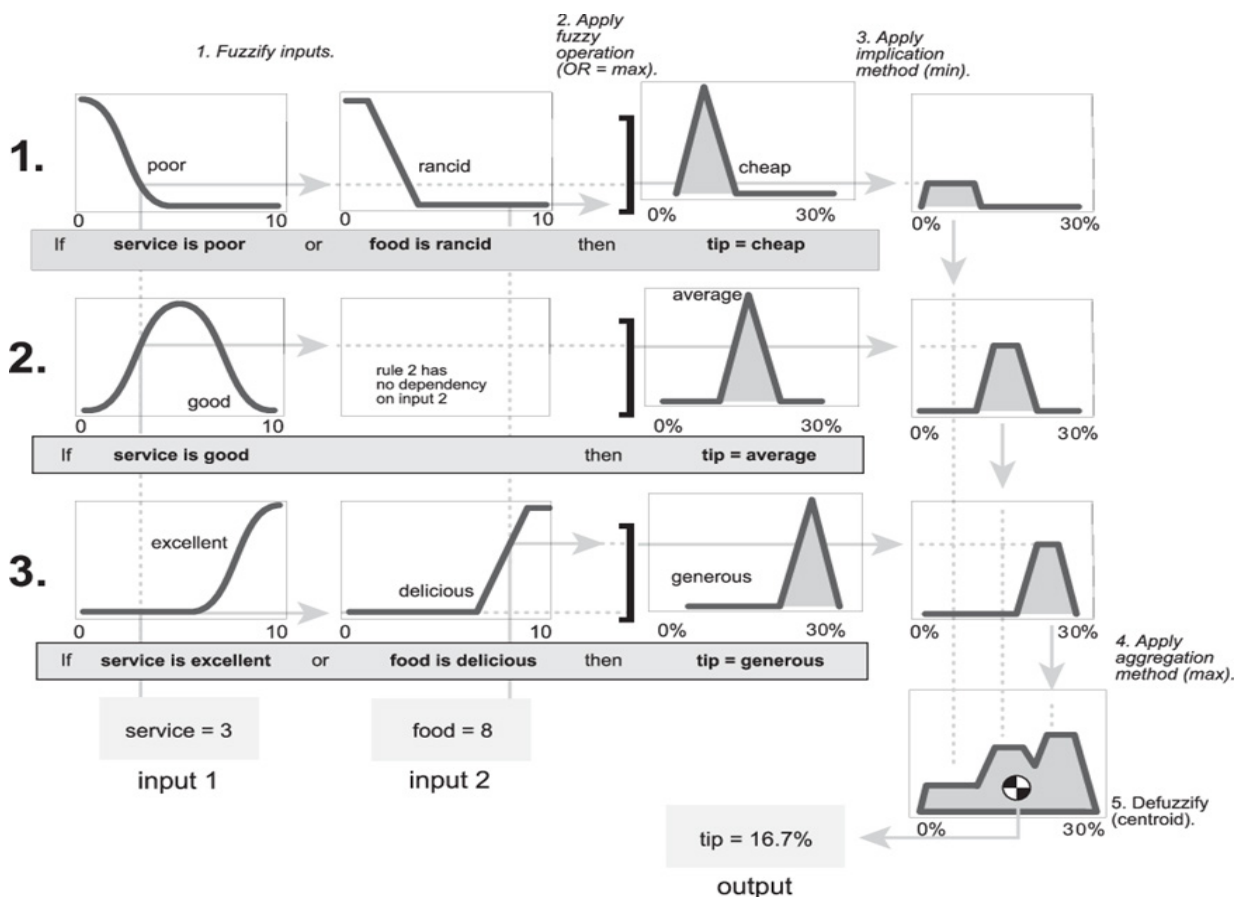 1. Fuzzify inputs.
2. Apply
fuzzy
operation
(OR = max).
3. Apply
implication
method (min).
1.
poor
rancid
cheap
0 10
0 10
0% 30%
0% 30%
If service is poor or food is rancid then tip = cheap
2.
good
rule 2 has
no dependency
on input 2
average
0 10
0% 30%
0% 30%
If service is good then tip = average
3.
excellent
delicious
generous
0 10
0 10
0% 30%
0% 30%
If service is excellent or food is delicious then tip = generous
4. Apply
aggregation
method (max).
service = 3
input 1
food = 8
input 2
0% 30%
5. Defuzzify
(centroid).
tip = 16.7%
output